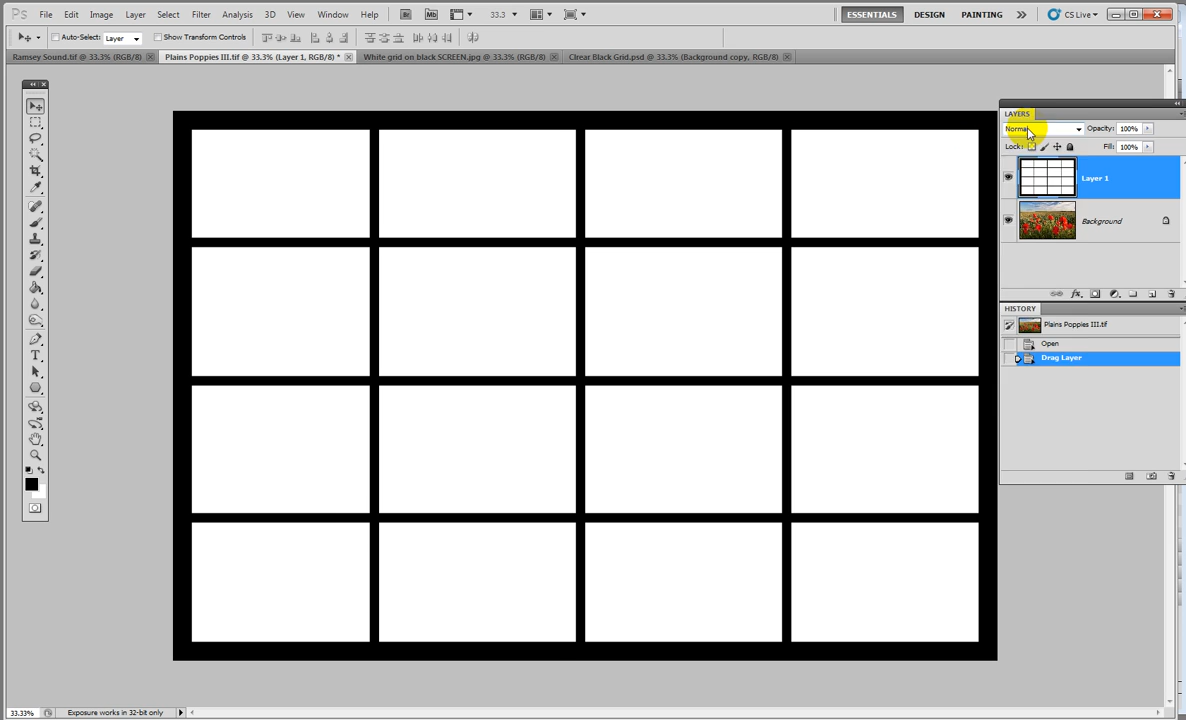 Ps File Edit Image Layer Select Filter Analysis 3D View Window Help Br Mb 33.3 ESSENTIALS DESIGN PAINTING CS Live
Auto-Select: Layer Show Transform Controls
Ramsey Sound.tif @ 33.3% (RGB/8) Plains Poppies III.tif @ 33.3% (Layer 1, RGB/8) * White grid on black SCREEN.jpg @ 33.3% (RGB/8) Clrear Black Grid.psd @ 33.3% (Background copy, RGB/8)
LAYERS
Normal Opacity: 100%
Lock: Fill: 100%
Layer 1
Background
HISTORY
Plains Poppies III.tif
Open
Drag Layer
33.33% Exposure works in 32-bit only